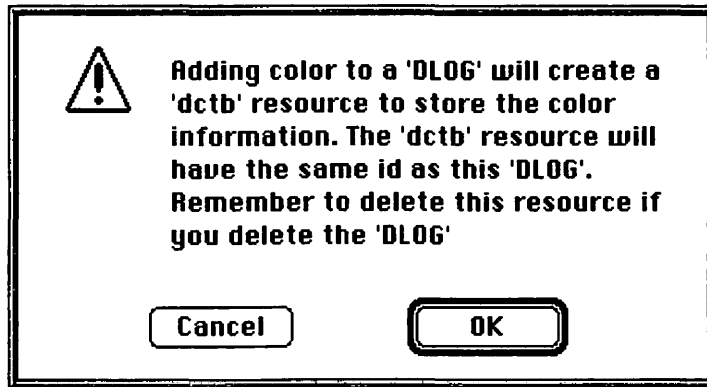 Adding color to a 'DLOG' will create a
'dctb' resource to store the color
information. The 'dctb' resource will
have the same id as this 'DLOG'.
Remember to delete this resource if
you delete the 'DLOG'
Cancel OK